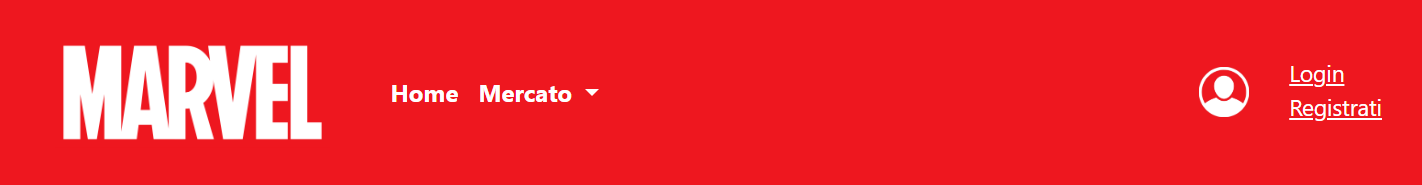 MARVEL
Home Mercato
Login
Registrati